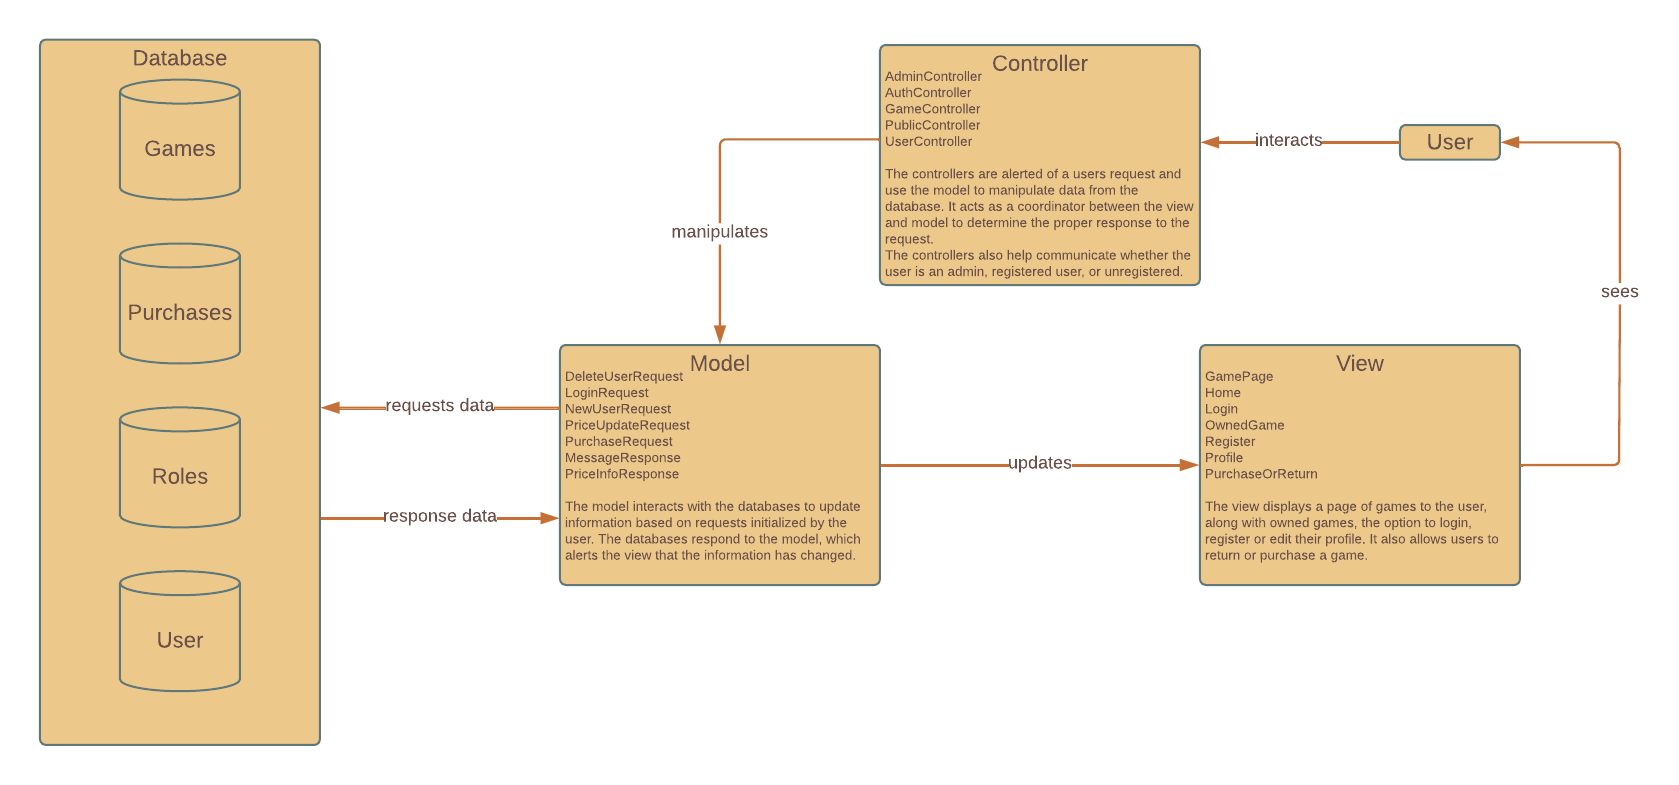 Database
Games
Purchases
Roles
User
Controller
AdminController
AuthController
GameController
PublicController
UserController
The controllers are alerted of a users request and
use the model to manipulate data from the
database. It acts as a coordinator between the view
and model to determine the proper response to the
request.
The controllers also help communicate whether the
user is an admin, registered user, or unregistered.
interacts
User
manipulates
sees
requests data
response data
Model
DeleteUserRequest
LoginRequest
NewUserRequest
PriceUpdateRequest
PurchaseRequest
MessageResponse
PriceInfoResponse
The model interacts with the databases to update
information based on requests initialized by the
user. The databases respond to the model, which
alerts the view that the information has changed.
updates
View
GamePage
Home
Login
OwnedGame
Register
Profile
PurchaseOrReturn
The view displays a page of games to the user,
along with owned games, the option to login,
register or edit their profile. It also allows users to
return or purchase a game.